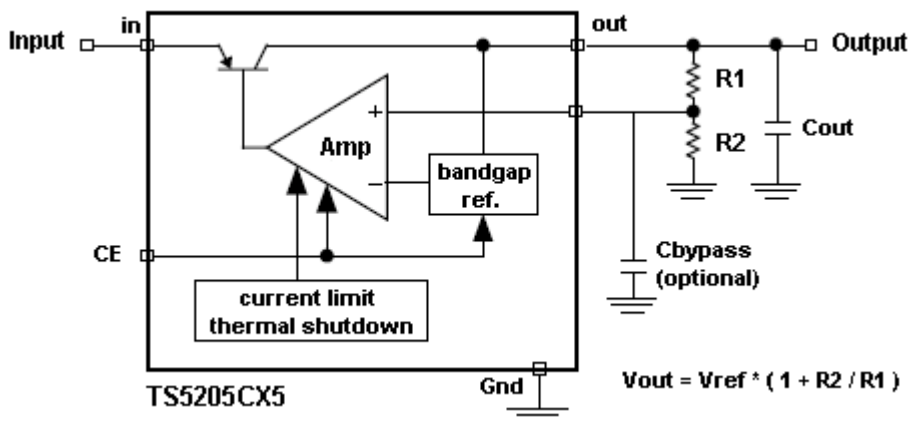 in
out
Input
Output
R1
+
Amp
Cout
R2
bandgap
ref.
−
CE
Cbypass
(optional)
current limit
thermal shutdown
Gnd
Vout = Vref * ( 1 + R2 / R1 )
TS5205CX5